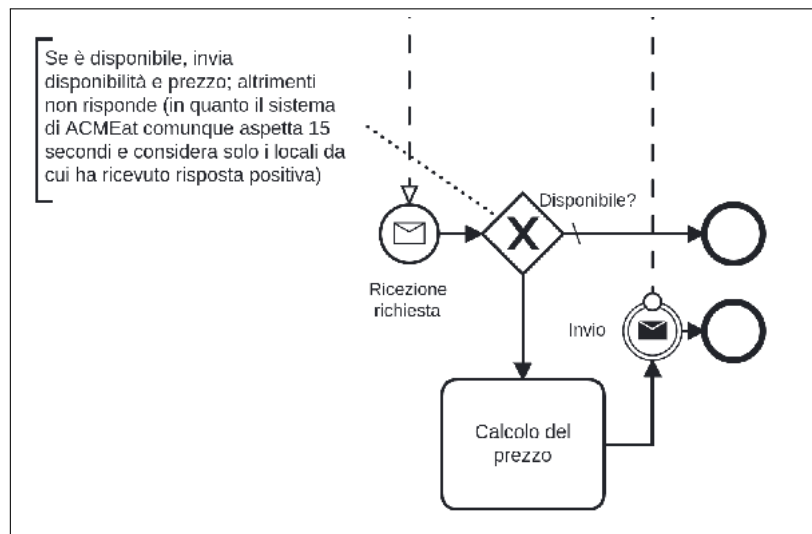 Se è disponibile, invia
disponibilità e prezzo; altrimenti
non risponde (in quanto il sistema
di ACMEat comunque aspetta 15
secondi e considera solo i locali da
cui ha ricevuto risposta positiva)
Disponibile?
Ricezione
richiesta
Invio
Calcolo del
prezzo